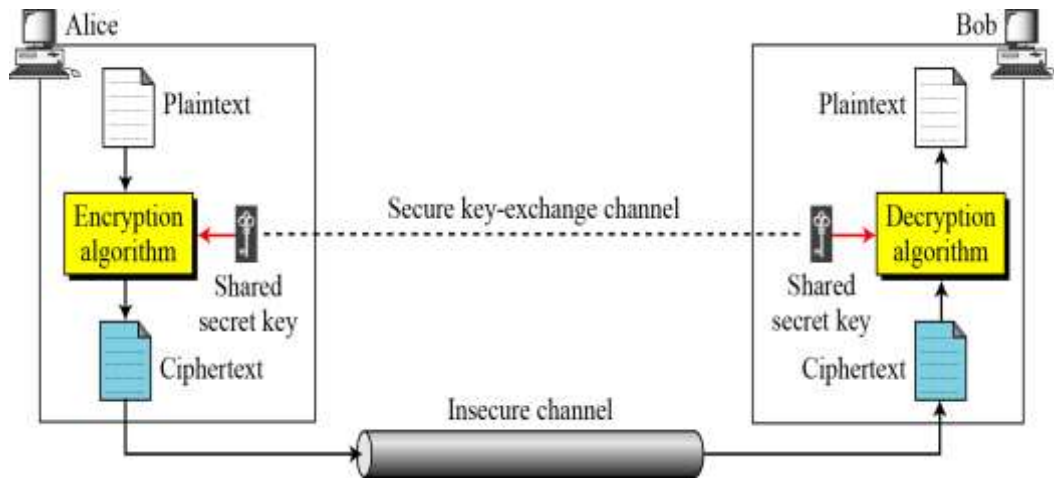 Alice
Bob
Plaintext
Plaintext
Encryption
algorithm
Secure key-exchange channel
Decryption
algorithm
Shared
secret key
Shared
secret key
Ciphertext
Ciphertext
Insecure channel